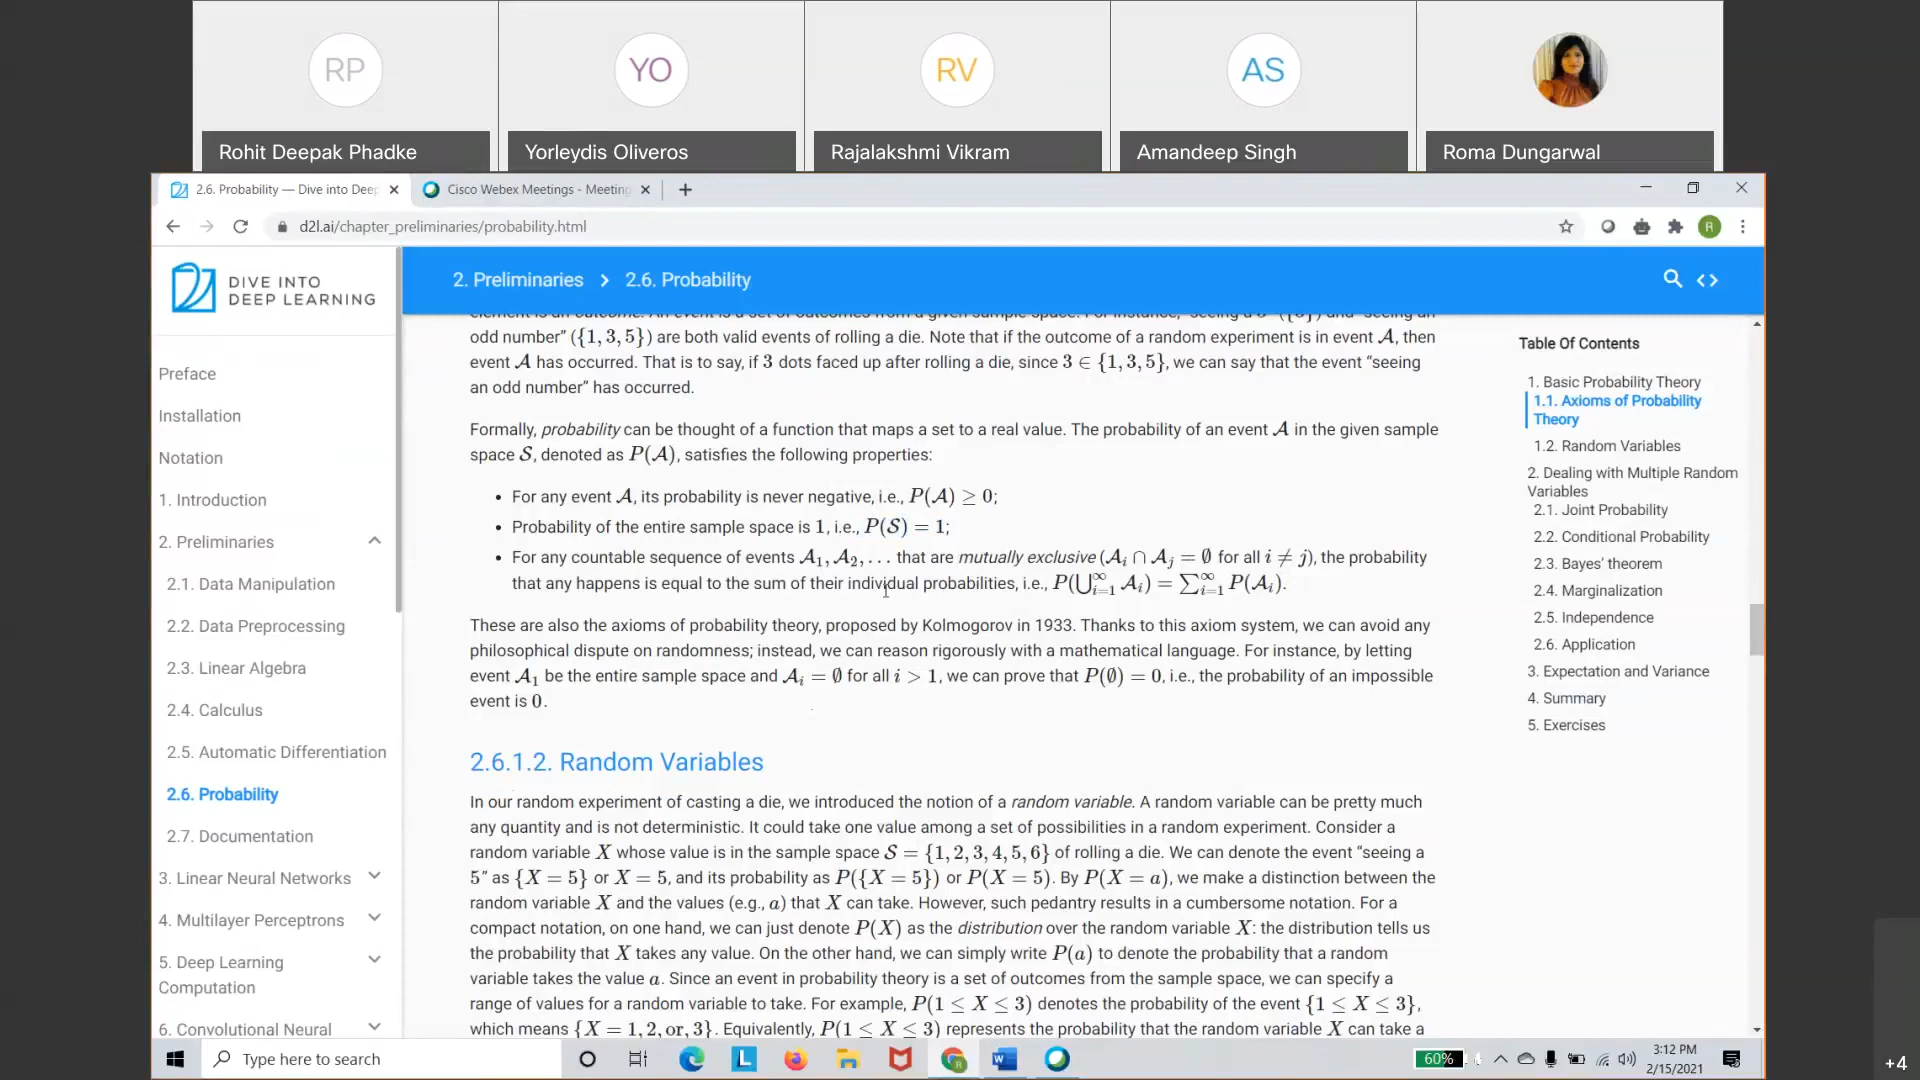 RP
YO
RV
AS
Rohit Deepak Phadke
Yorleydis Oliveros
Rajalakshmi Vikram
Amandeep Singh
Roma Dungarwal
2.6. Probability — Dive into Deep
Cisco Webex Meetings - Meeting
d2l.ai/chapter_preliminaries/probability.html
R
DIVE INTO
DEEP LEARNING
Preface
Installation
Notation
1. Introduction
2. Preliminaries
2.1. Data Manipulation
2.2. Data Preprocessing
2.3. Linear Algebra
2.4. Calculus
2.5. Automatic Differentiation
2.6. Probability
2.7. Documentation
3. Linear Neural Networks
4. Multilayer Perceptrons
5. Deep Learning
Computation
6. Convolutional Neural
2. Preliminaries > 2.6. Probability
element is an outcome. An event is a set of outcomes from a given sample space. For instance, “seeing a 5” ({5}) and “seeing an
odd number” ({1, 3, 5}) are both valid events of rolling a die. Note that if the outcome of a random experiment is in event 𝒜, then
event 𝒜 has occurred. That is to say, if 3 dots faced up after rolling a die, since 3 ∈ {1, 3, 5}, we can say that the event “seeing
an odd number” has occurred.
Formally, probability can be thought of a function that maps a set to a real value. The probability of an event 𝒜 in the given sample
space 𝒮, denoted as P(𝒜), satisfies the following properties:
• For any event 𝒜, its probability is never negative, i.e., P(𝒜) ≥ 0;
• Probability of the entire sample space is 1, i.e., P(𝒮) = 1;
• For any countable sequence of events 𝒜₁, 𝒜₂, . . . that are mutually exclusive (𝒜ᵢ ∩ 𝒜ⱼ = ∅ for all i ≠ j), the probability
that any happens is equal to the sum of their individual probabilities, i.e., P(⋃_{i=1}^{∞} 𝒜ᵢ) = ∑_{i=1}^{∞} P(𝒜ᵢ).
These are also the axioms of probability theory, proposed by Kolmogorov in 1933. Thanks to this axiom system, we can avoid any
philosophical dispute on randomness; instead, we can reason rigorously with a mathematical language. For instance, by letting
event 𝒜₁ be the entire sample space and 𝒜ᵢ = ∅ for all i > 1, we can prove that P(∅) = 0, i.e., the probability of an impossible
event is 0.
2.6.1.2. Random Variables
In our random experiment of casting a die, we introduced the notion of a random variable. A random variable can be pretty much
any quantity and is not deterministic. It could take one value among a set of possibilities in a random experiment. Consider a
random variable X whose value is in the sample space 𝒮 = {1, 2, 3, 4, 5, 6} of rolling a die. We can denote the event “seeing a
5” as {X = 5} or X = 5, and its probability as P({X = 5}) or P(X = 5). By P(X = a), we make a distinction between the
random variable X and the values (e.g., a) that X can take. However, such pedantry results in a cumbersome notation. For a
compact notation, on one hand, we can just denote P(X) as the distribution over the random variable X: the distribution tells us
the probability that X takes any value. On the other hand, we can simply write P(a) to denote the probability that a random
variable takes the value a. Since an event in probability theory is a set of outcomes from the sample space, we can specify a
range of values for a random variable to take. For example, P(1 ≤ X ≤ 3) denotes the probability of the event {1 ≤ X ≤ 3},
which means {X = 1, 2, or, 3}. Equivalently, P(1 ≤ X ≤ 3) represents the probability that the random variable X can take a
Table Of Contents
1. Basic Probability Theory
1.1. Axioms of Probability
Theory
1.2. Random Variables
2. Dealing with Multiple Random
Variables
2.1. Joint Probability
2.2. Conditional Probability
2.3. Bayes’ theorem
2.4. Marginalization
2.5. Independence
2.6. Application
3. Expectation and Variance
4. Summary
5. Exercises
Type here to search
60%
3:12 PM
2/15/2021
+4